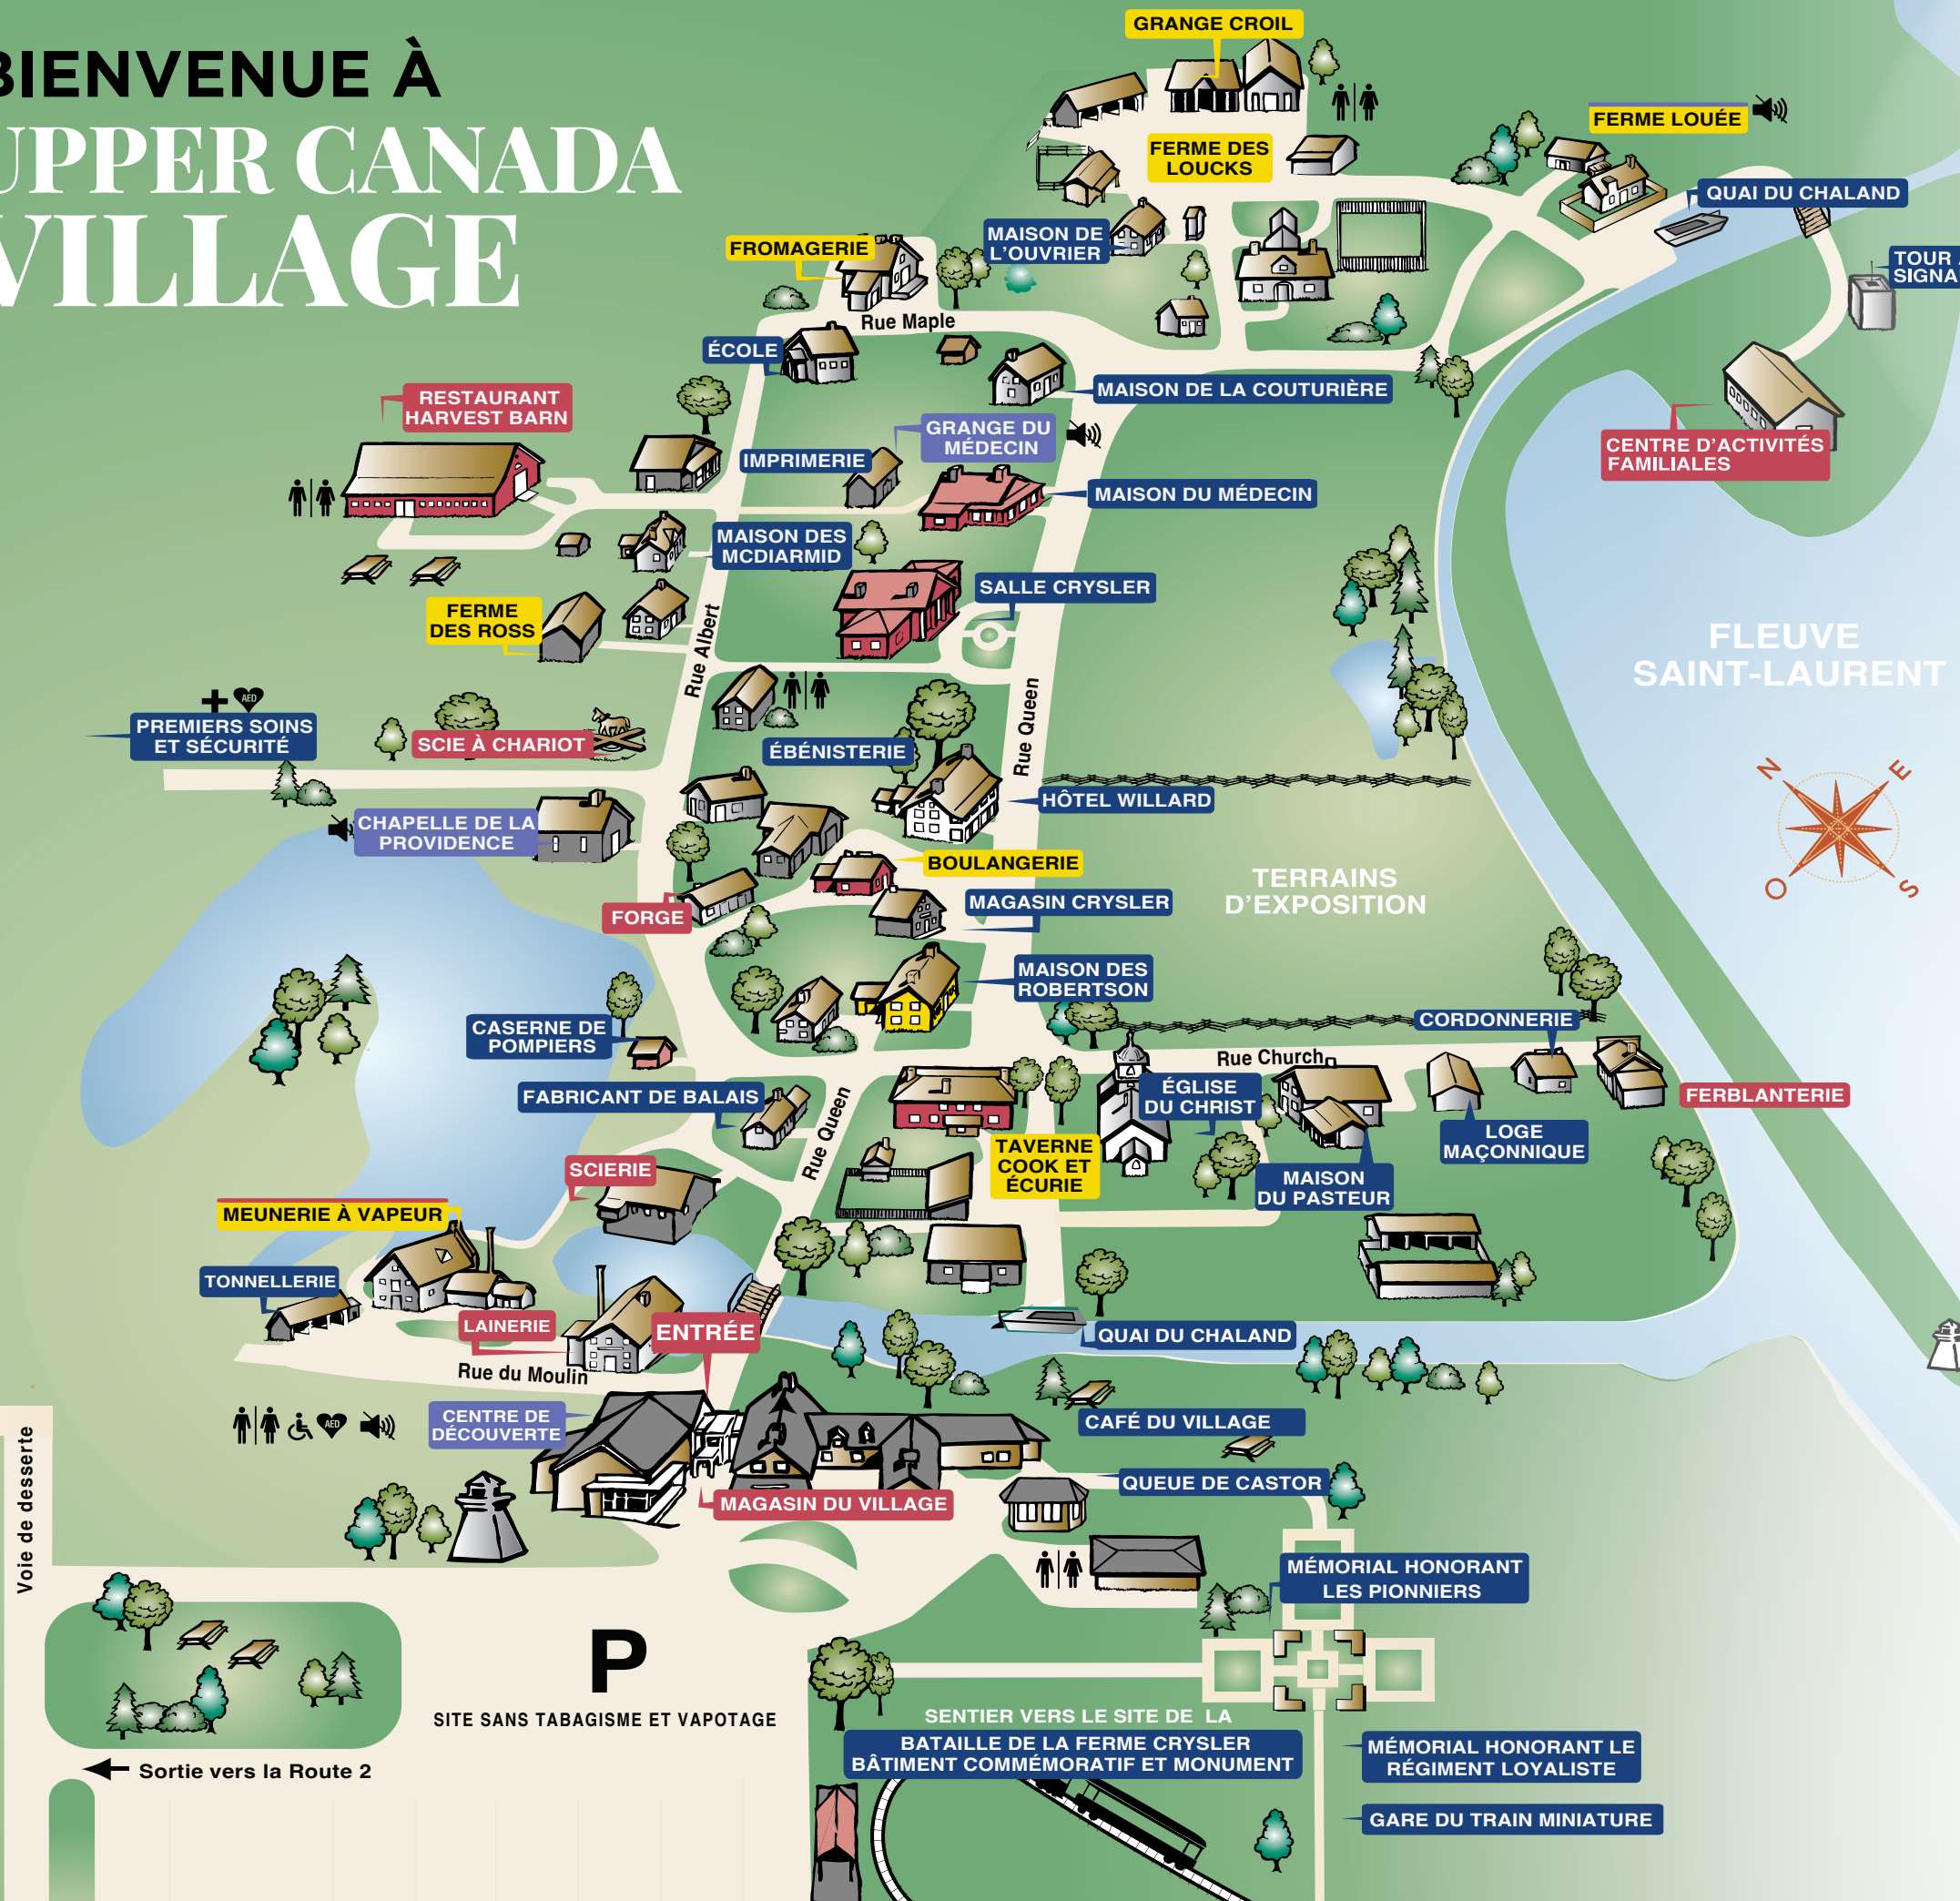 BIENVENUE À
UPPER CANADA
VILLAGE
GRANGE CROIL
FERME LOUÉE
FERME DES
LOUCKS
QUAI DU CHALAND
FROMAGERIE
MAISON DE
L'OUVRIER
TOUR
Rue Maple
ÉCOLE
MAISON DE LA COUTURIÈRE
RESTAURANT
HARVEST BARN
GRANGE DU
MÉDECIN
CENTRE D'ACTIVITÉS
FAMILIALES
IMPRIMERIE
MAISON DU MÉDECIN
MAISON DES
MCDIARMID
SALLE CRYSLER
FERME
DES ROSS
Rue Albert
FLEUVE
SAINT-LAURENT
Rue Queen
AED
PREMIERS SOINS
ET SÉCURITÉ
SCIE À CHARIOT
ÉBÉNISTERIE
N
E
O
S
HÔTEL WILLARD
CHAPELLE DE LA
PROVIDENCE
BOULANGERIE
TERRAINS
D'EXPOSITION
FORGE
MAGASIN CRYSLER
MAISON DES
ROBERTSON
CASERNE DE
POMPIERS
CORDONNERIE
Rue Church
FABRICANT DE BALAIS
Rue Queen
ÉGLISE
DU CHRIST
FERBLANTERIE
LOGE
MAÇONNIQUE
TAVERNE
COOK ET
ÉCURIE
SCIERIE
MAISON
DU PASTEUR
MEUNERIE À VAPEUR
TONNELLERIE
LAINERIE
ENTRÉE
QUAI DU CHALAND
Rue du Moulin
CENTRE DE
DÉCOUVERTE
AED
CAFÉ DU VILLAGE
QUEUE DE CASTOR
MAGASIN DU VILLAGE
Voie de desserte
MÉMORIAL HONORANT
LES PIONNIERS
P
SITE SANS TABAGISME ET VAPOTAGE
SENTIER VERS LE SITE DE LA
BATAILLE DE LA FERME CRYSLER
BÂTIMENT COMMÉMORATIF ET MONUMENT
MÉMORIAL HONORANT LE
RÉGIMENT LOYALISTE
Sortie vers la Route 2
GARE DU TRAIN MINIATURE